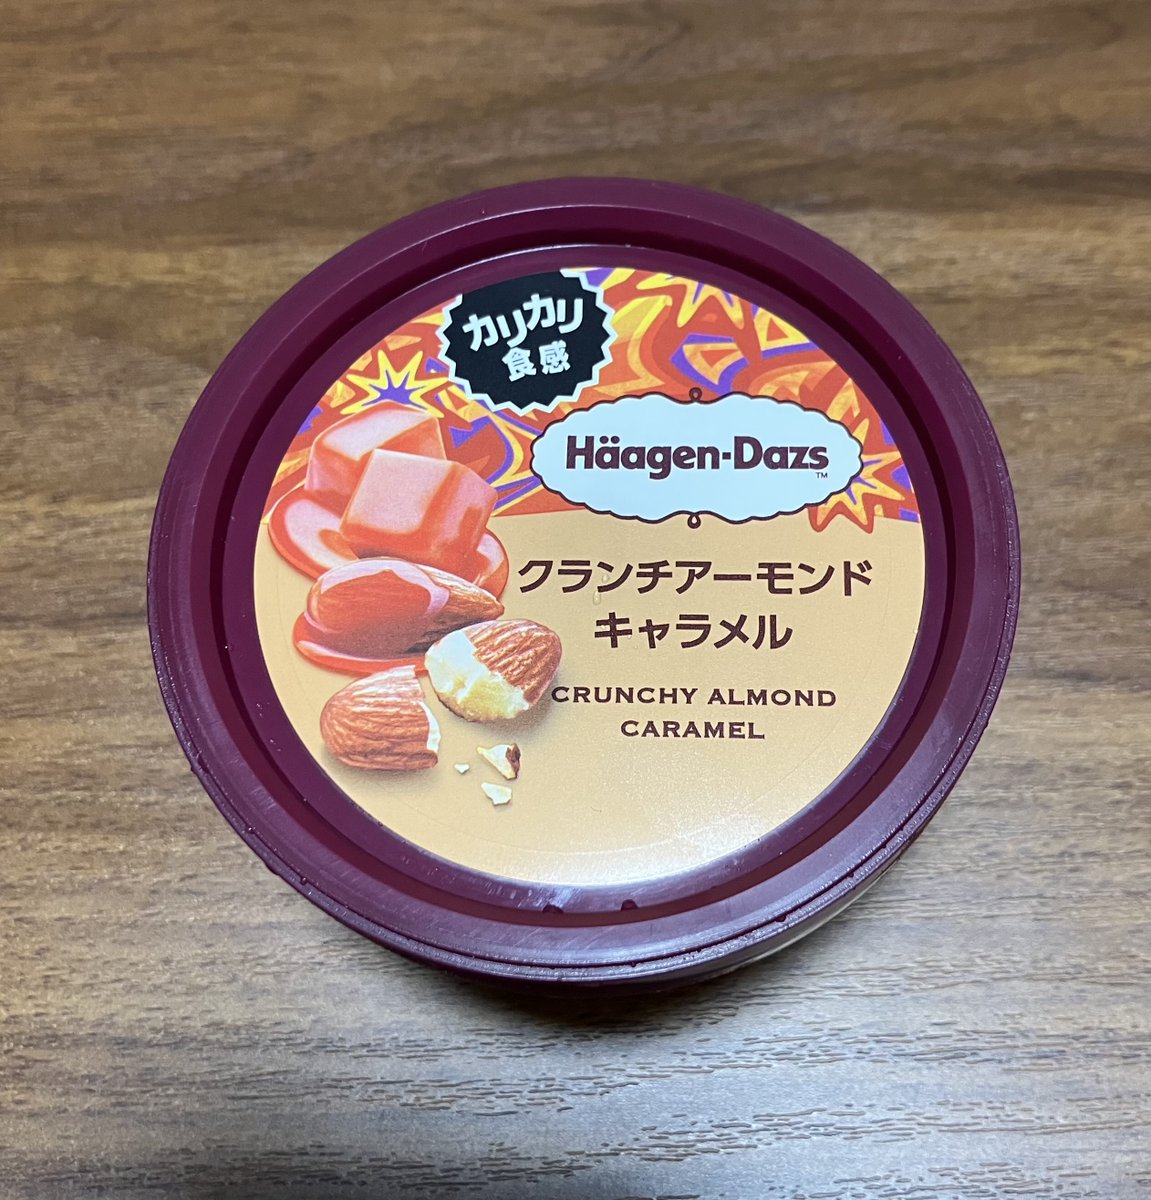 カリカリ
食感
Häagen-Dazs
TM
クランチアーモンド
キャラメル
CRUNCHY ALMOND
CARAMEL